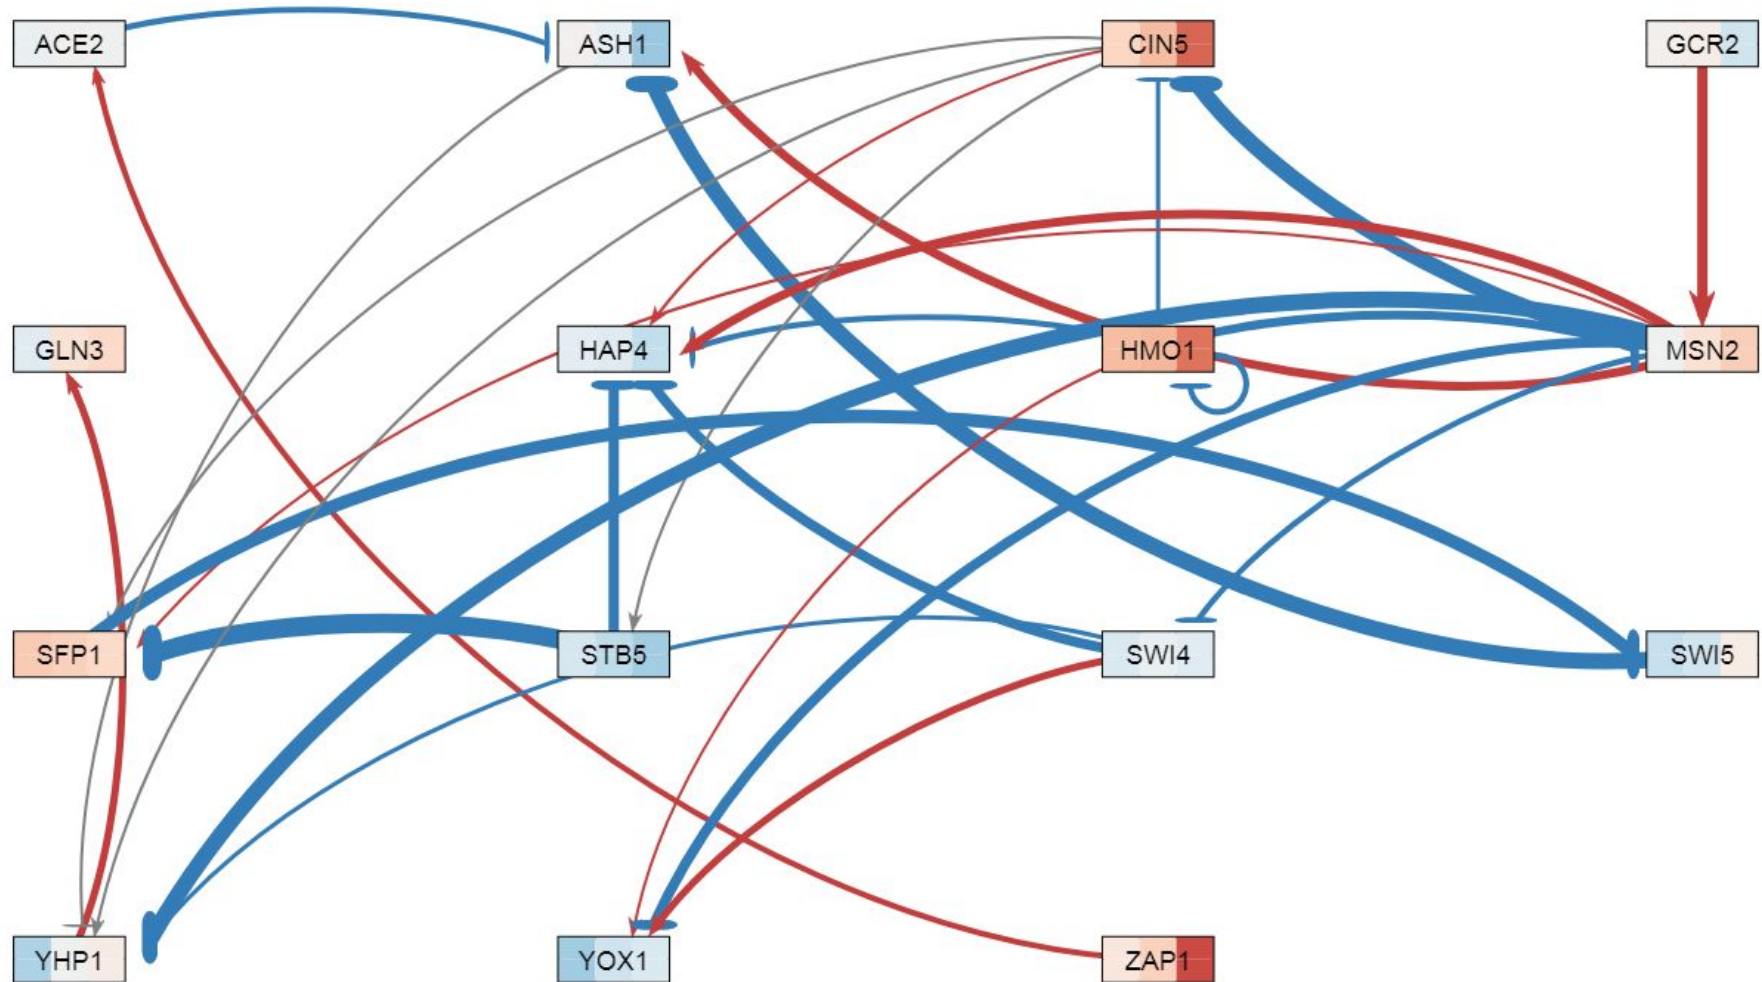 ACE2 ASH1 CIN5 GCR2
GLN3 HAP4 HMO1 MSN2
SFP1 STB5 SWI4 SWI5
YHP1 YOX1 ZAP1